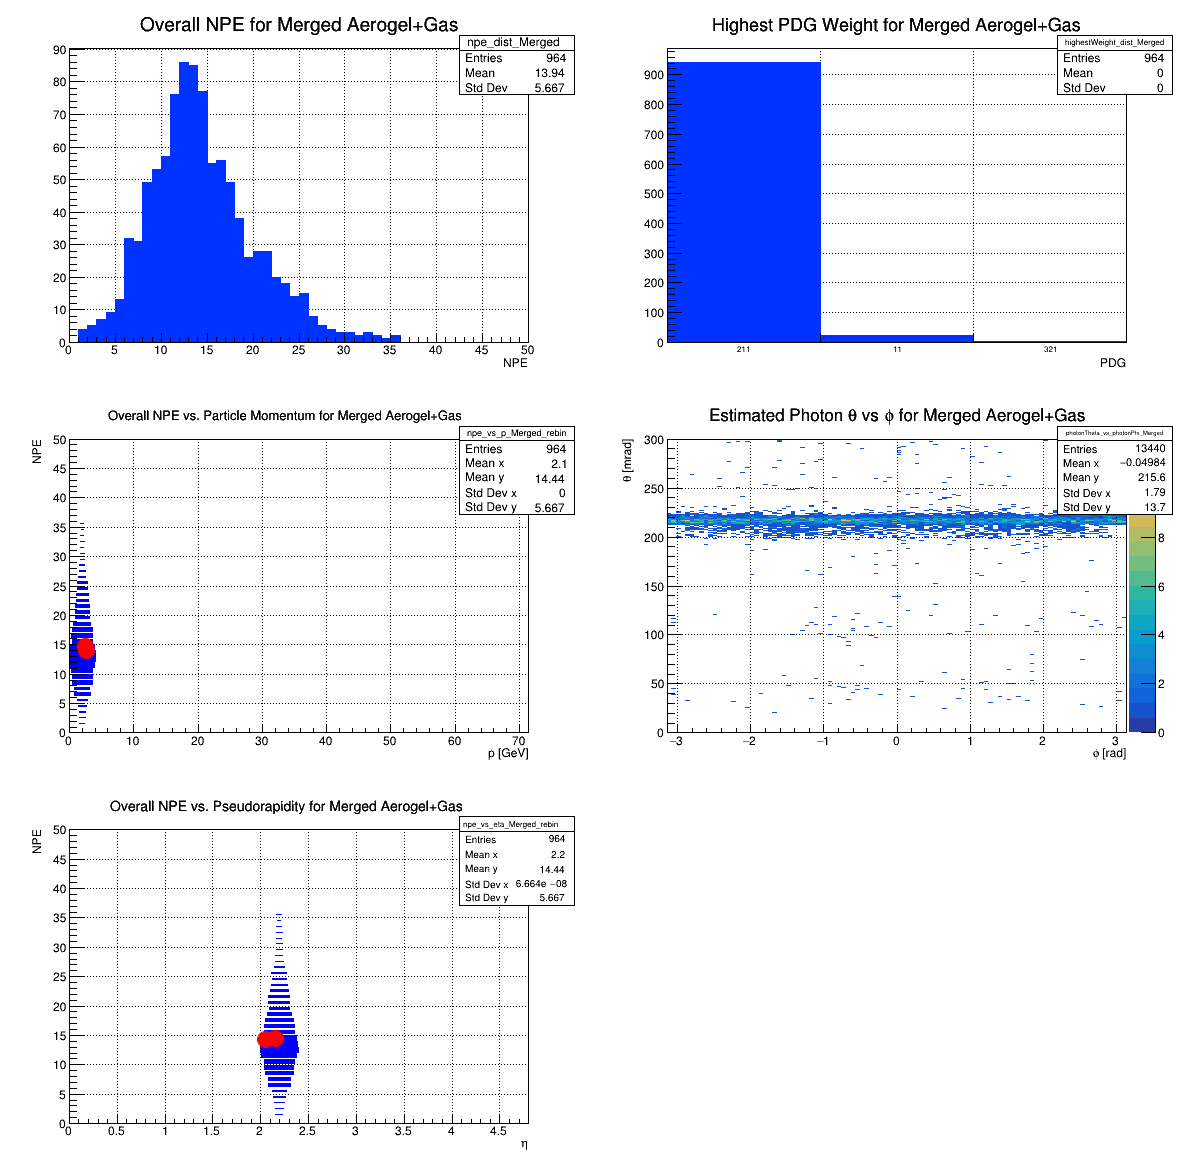 Overall NPE for Merged Aerogel+Gas
npe_dist_Merged
Entries 964
Mean 13.94
Std Dev 5.667
90
80
70
60
50
40
30
20
10
0
0 5 10 15 20 25 30 35 40 45 50
NPE
Highest PDG Weight for Merged Aerogel+Gas
highestWeight_dist_Merged
Entries 964
Mean 0
Std Dev 0
900
800
700
600
500
400
300
200
100
0
211 11 321
PDG
Overall NPE vs. Particle Momentum for Merged Aerogel+Gas
npe_vs_p_Merged_rebin
Entries 964
Mean x 2.1
Mean y 14.44
Std Dev x 0
Std Dev y 5.667
NPE
50
45
40
35
30
25
20
15
10
5
0
0 10 20 30 40 50 60 70
p [GeV]
Estimated Photon θ vs ϕ for Merged Aerogel+Gas
photonTheta_vs_photonPhi_Merged
Entries 13440
Mean x −0.04984
Mean y 215.6
Std Dev x 1.79
Std Dev y 13.7
θ [mrad]
300
250
200
150
100
50
0
−3 −2 −1 0 1 2 3
ϕ [rad]
8
6
4
2
0
Overall NPE vs. Pseudorapidity for Merged Aerogel+Gas
npe_vs_eta_Merged_rebin
Entries 964
Mean x 2.2
Mean y 14.44
Std Dev x 6.664e −08
Std Dev y 5.667
NPE
50
45
40
35
30
25
20
15
10
5
0
0 0.5 1 1.5 2 2.5 3 3.5 4 4.5
η